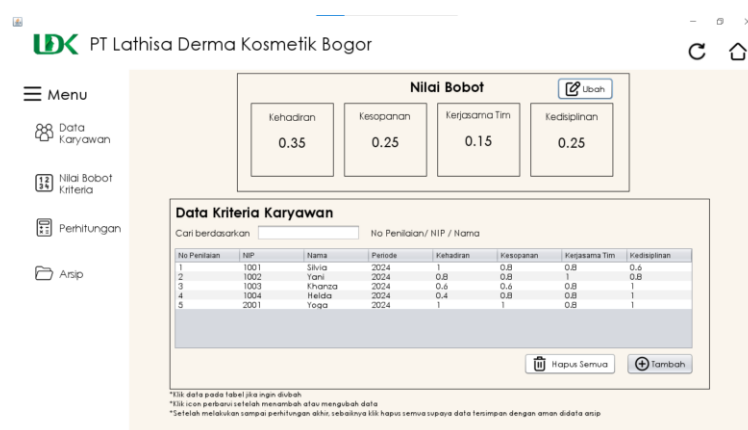 LDK PT Lathisa Derma Kosmetik Bogor
Menu
Data
Karyawan
Nilai Bobot
Kriteria
Perhitungan
Arsip
Nilai Bobot Ubah
Kehadiran Kesopanan Kerjasama Tim Kedisiplinan
0.35 0.25 0.15 0.25
Data Kriteria Karyawan
Cari berdasarkan No Penilaian/ NIP / Nama
No Penilaian NIP Nama Periode Kehadiran Kesopanan Kerjasama Tim Kedisiplinan
1 1001 Silvia 2024 1 0.8 0.8 0.6
2 1002 Yani 2024 0.8 0.8 1 0.8
3 1003 Khanza 2024 0.6 0.6 0.8 1
4 1004 Helda 2024 0.4 0.8 0.8 1
5 2001 Yoga 2024 1 1 0.8 1
Hapus Semua Tambah
*Klik data pada tabel jika ingin diubah
*Klik icon perbarui setelah menambah atau mengubah data
*Setelah melakukan sampai perhitungan akhir, sebaiknya klik hapus semua supaya data tersimpan dengan aman didata arsip